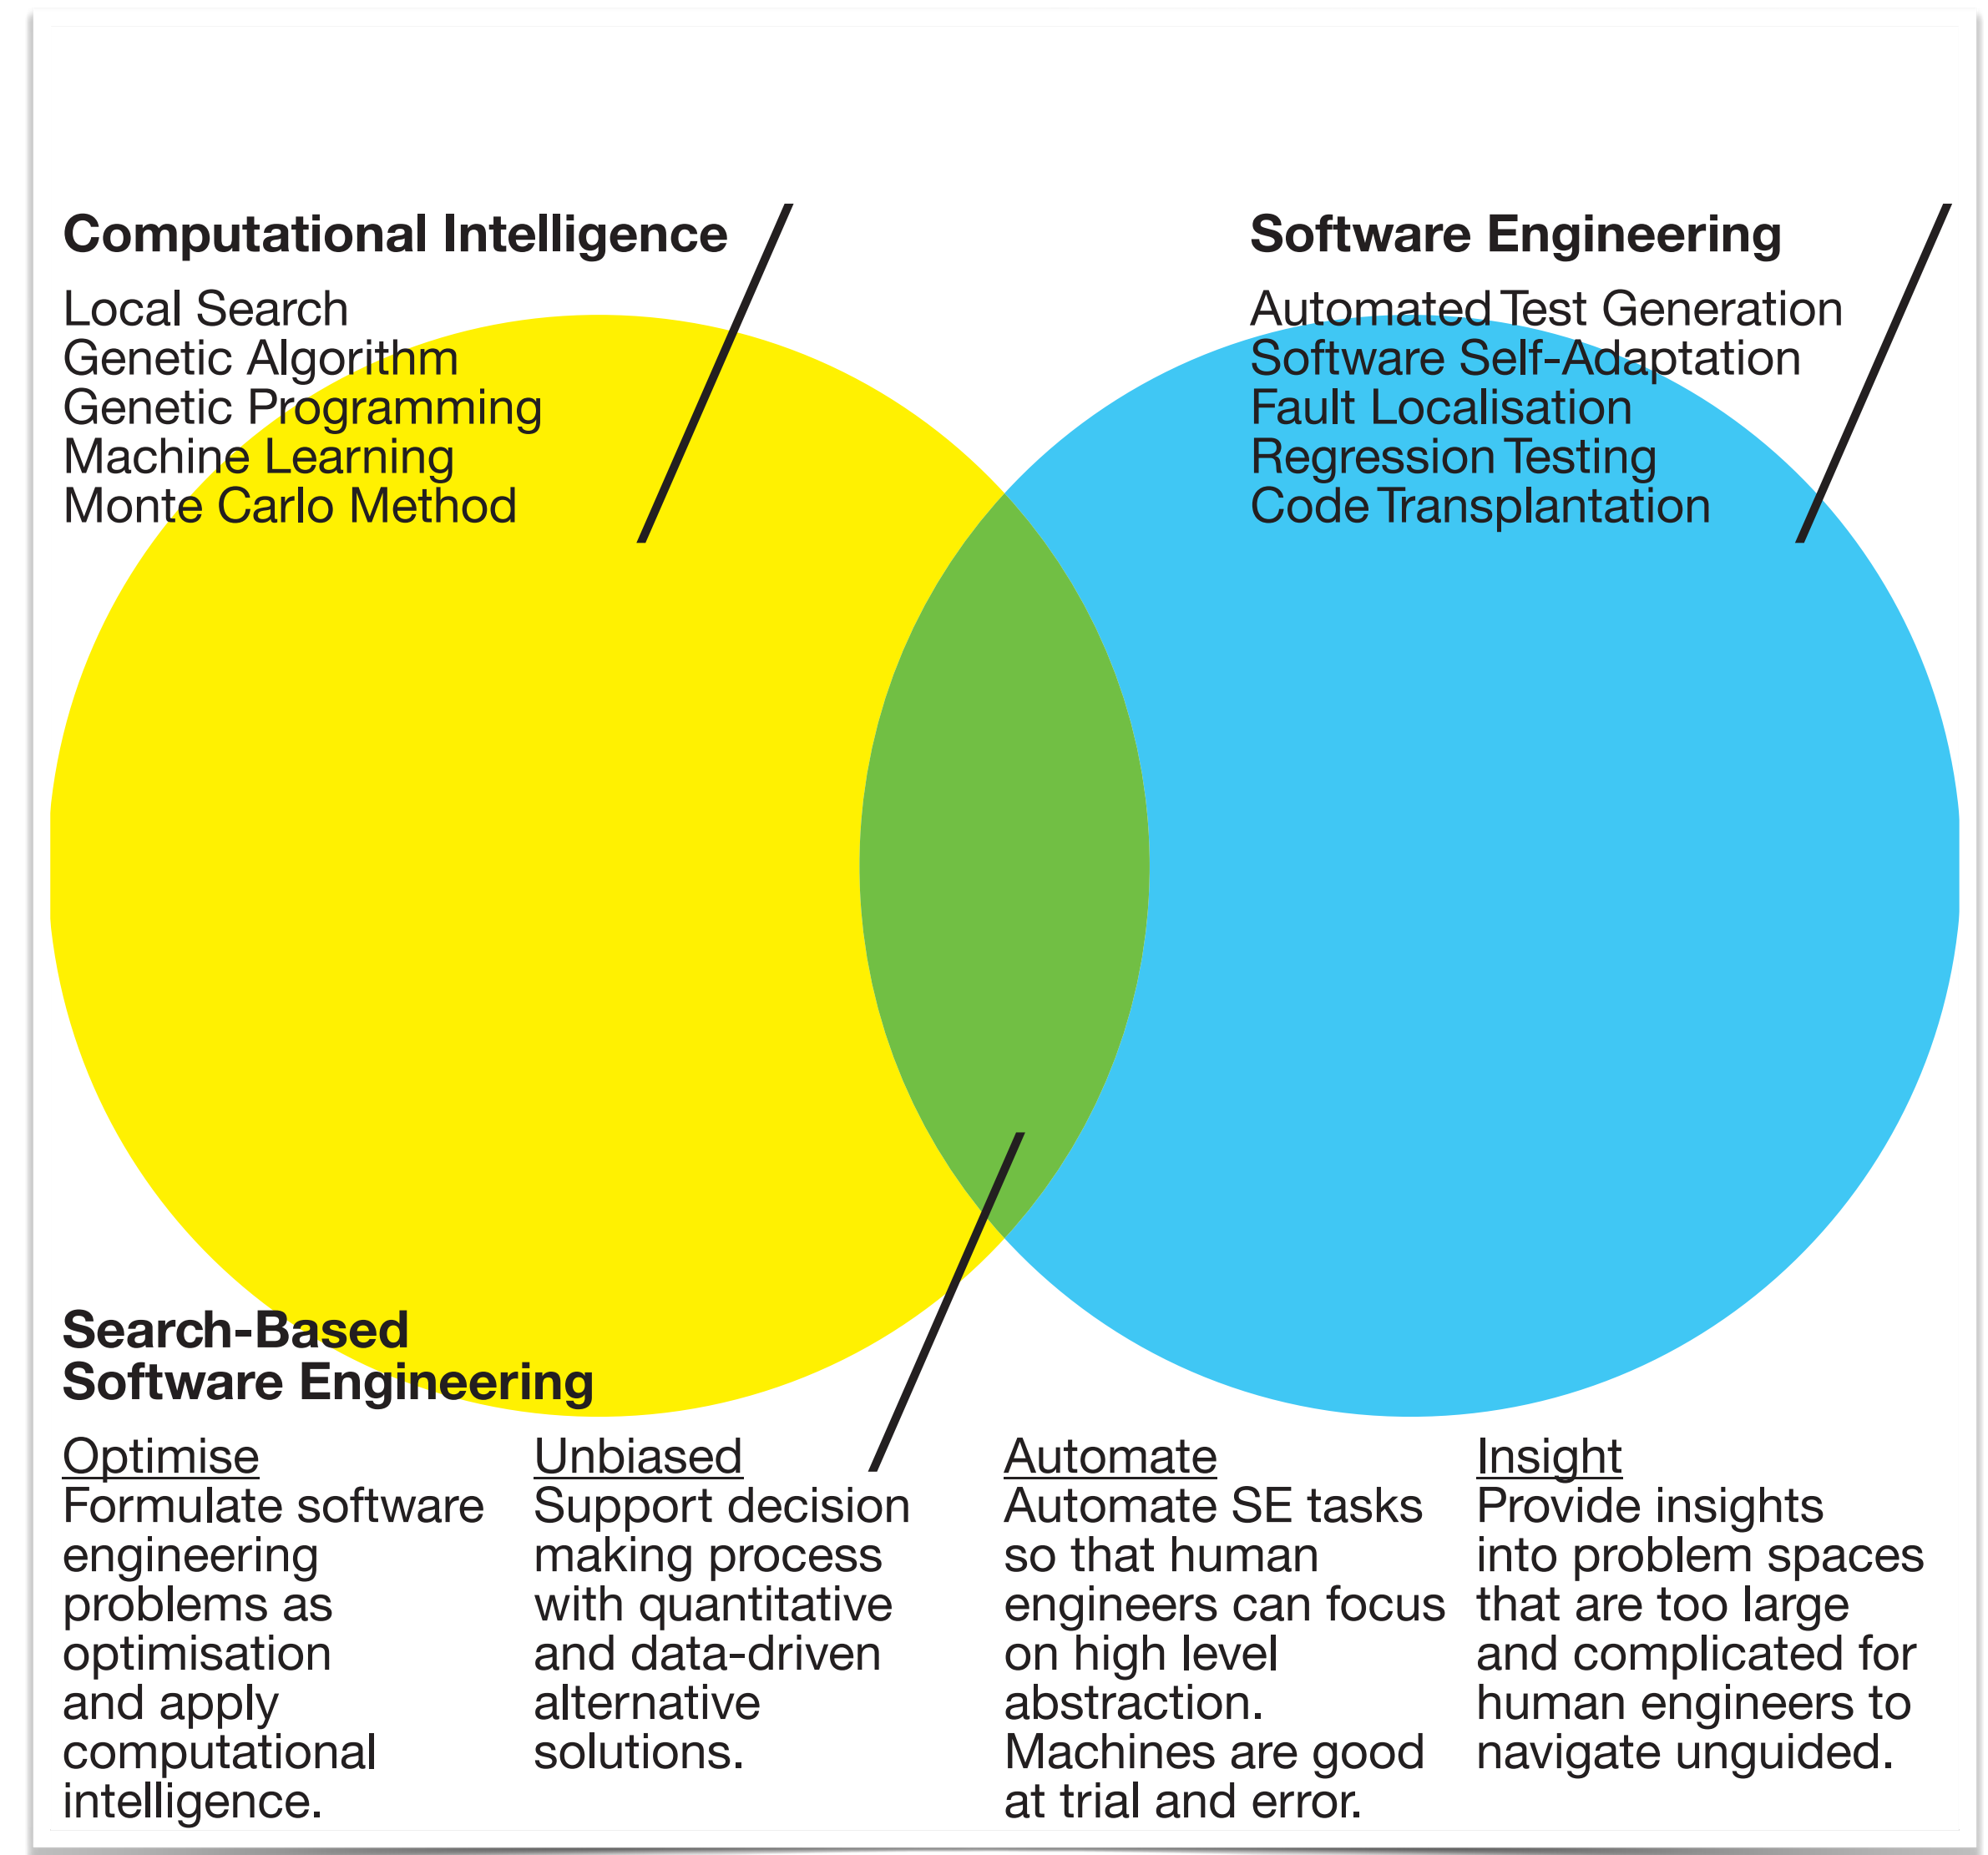 Computational Intelligence
Local Search
Genetic Algorithm
Genetic Programming
Machine Learning
Monte Carlo Method
Software Engineering
Automated Test Generation
Software Self-Adaptation
Fault Localisation
Regression Testing
Code Transplantation
Search-Based
Software Engineering
Optimise
Formulate software
engineering
problems as
optimisation
and apply
computational
intelligence.
Unbiased
Support decision
making process
with quantitative
and data-driven
alternative
solutions.
Automate
Automate SE tasks
so that human
engineers can focus
on high level
abstraction.
Machines are good
at trial and error.
Insight
Provide insights
into problem spaces
that are too large
and complicated for
human engineers to
navigate unguided.